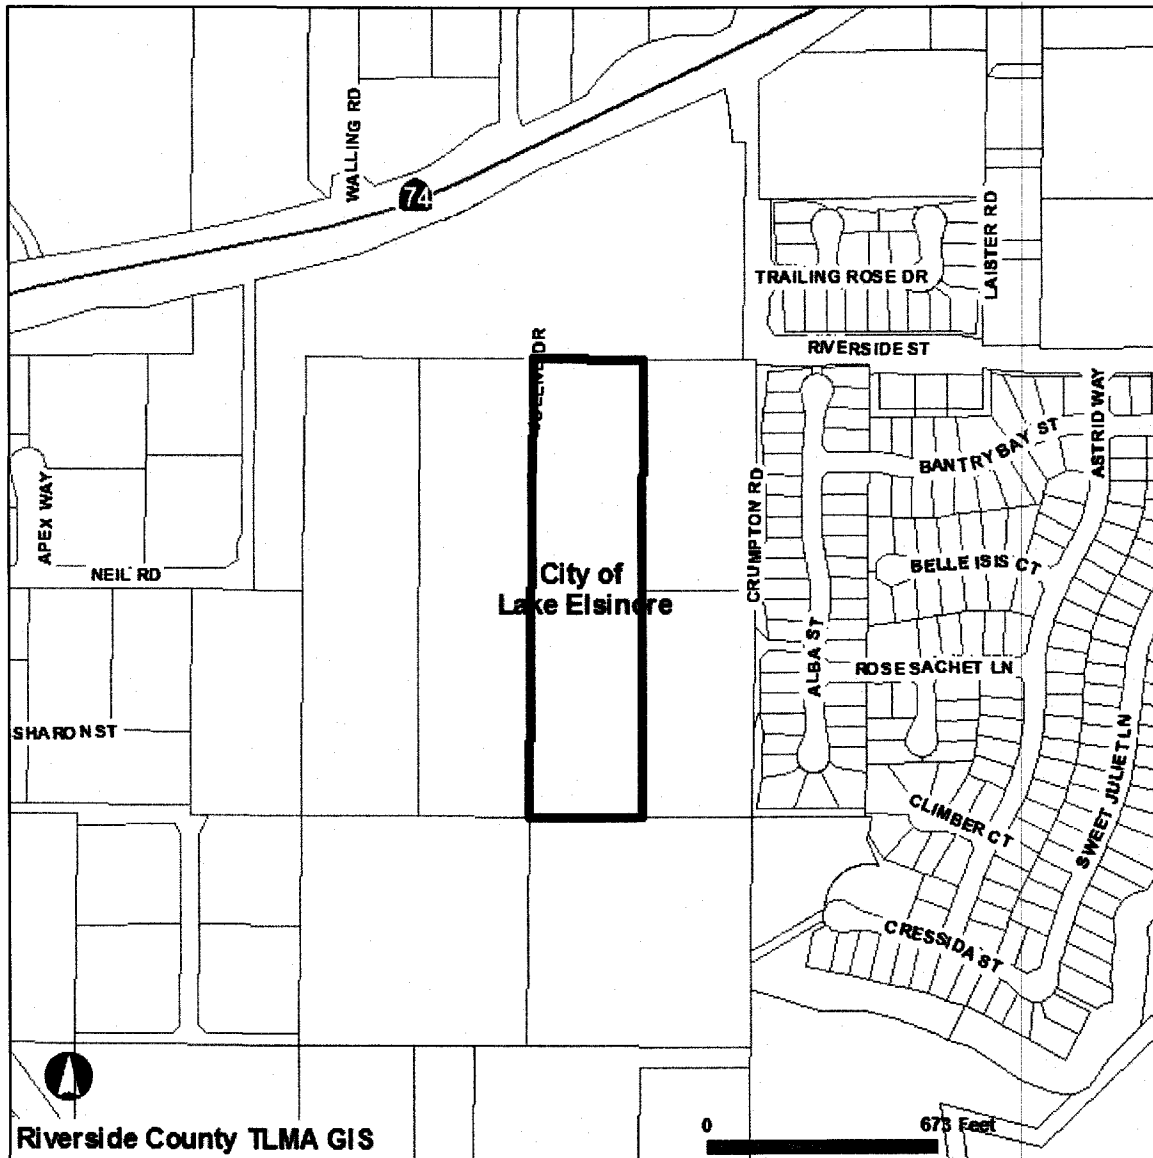 WALLING RD
74
LAISTER RD
TRAILING ROSE DR
RIVERSIDE ST
DR
ASTRID WAY
BANTRY BAY ST
APEX WAY
CRUMPTON RD
NEIL RD
BELLE ISIS CT
City of
Lake Elsinore
ALBA ST
ROSE SACHET LN
SHARON ST
SWEET JULIET LN
CLIMBER CT
CRESSIDA ST
Riverside County TLMA GIS
0
673 Feet